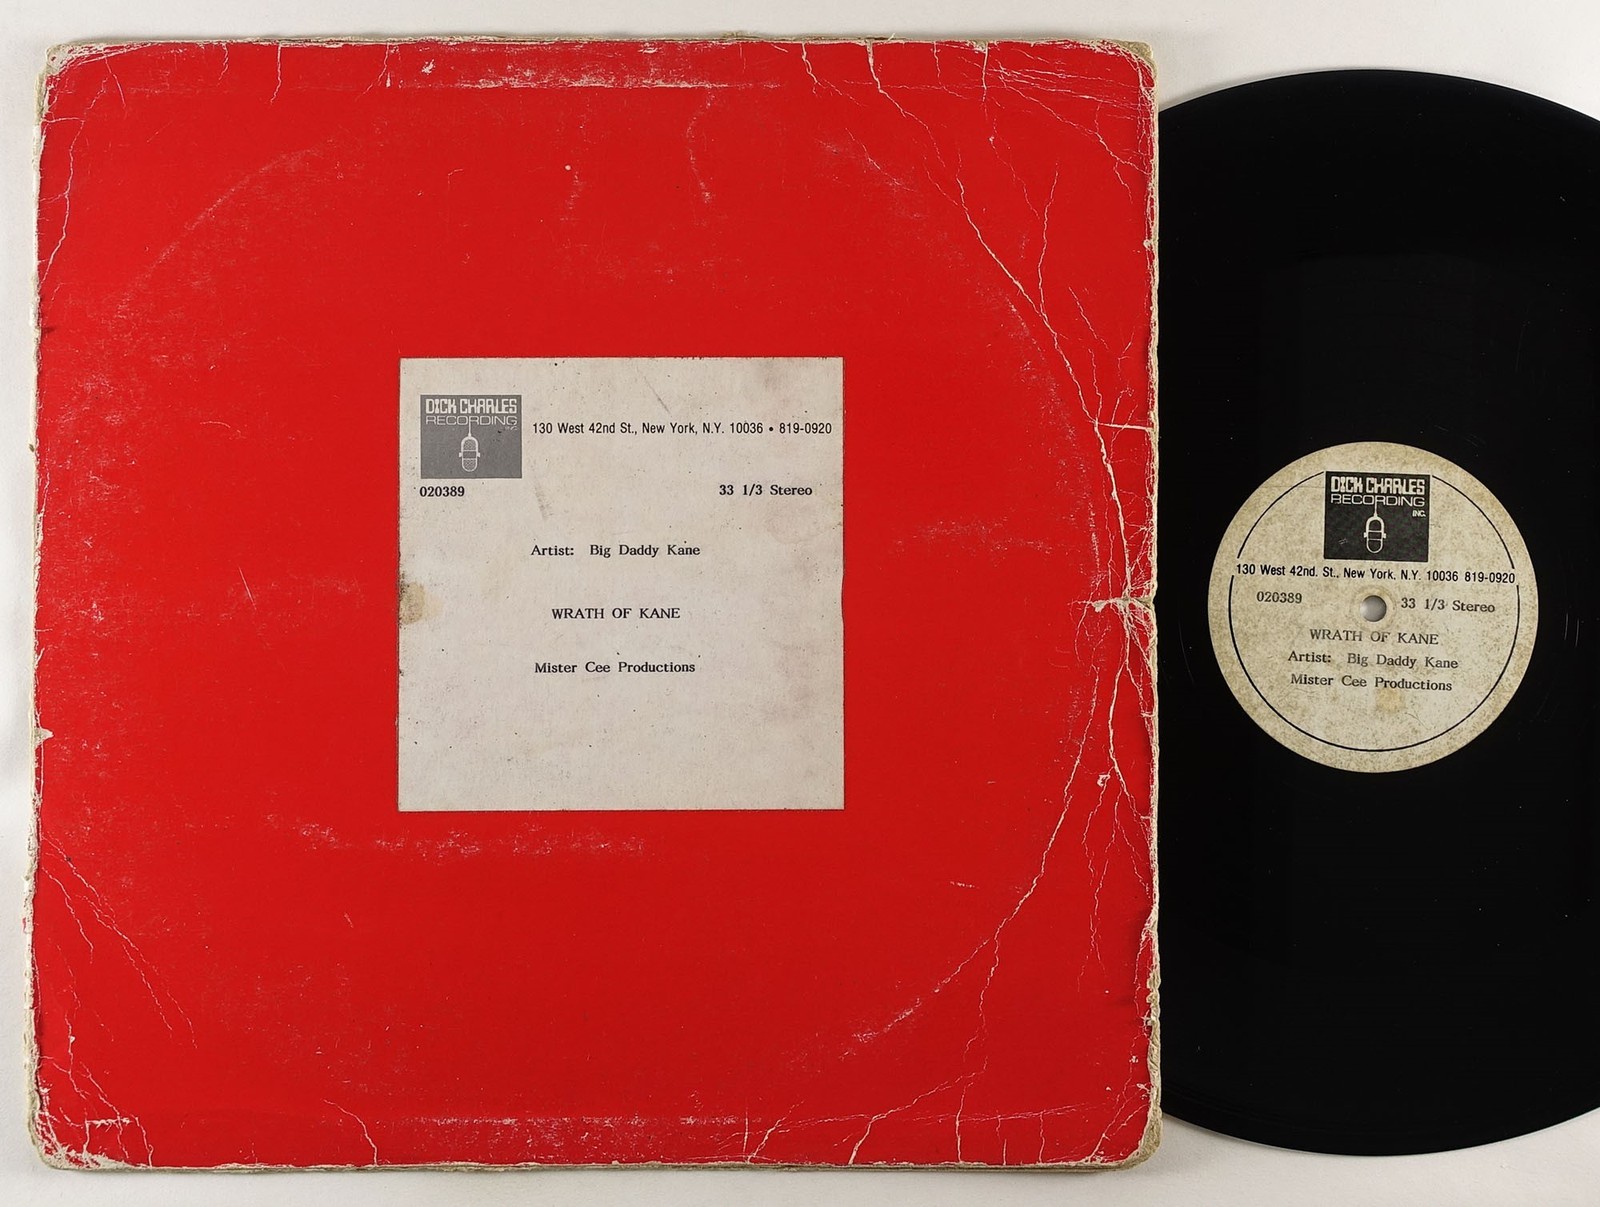 DICK CHARLES
RECORDING
INC.
130 West 42nd St., New York, N.Y. 10036 • 819-0920
020389
33 1/3 Stereo
Artist: Big Daddy Kane
WRATH OF KANE
Mister Cee Productions
DICK CHARLES
RECORDING
INC.
130 West 42nd. St., New York, N.Y. 10036 819-0920
020389
33 1/3 Stereo
WRATH OF KANE
Artist: Big Daddy Kane
Mister Cee Productions